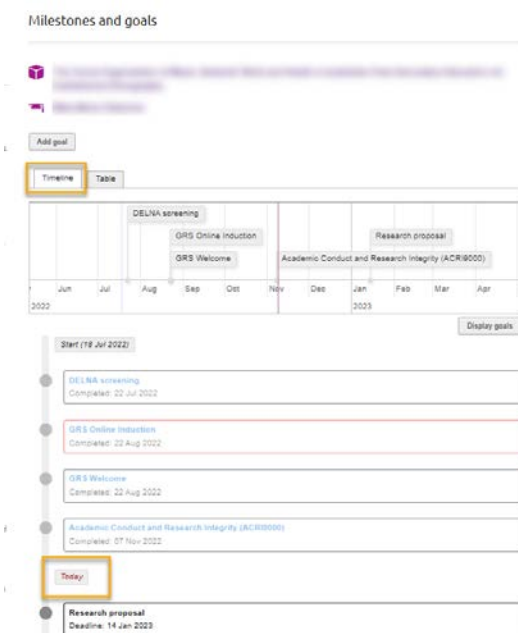 Milestones and goals
Add goal
Timeline Table
DELNA screening
GRS Online Induction Research proposal
GRS Welcome Academic Conduct and Research Integrity (ACRI9000)
Jun Jul Aug Sep Oct Nov Dec Jan Feb Mar Apr
2022 2023
Display goals
Start (18 Jul 2022)
DELNA screening
Completed: 22 Jul 2022
GRS Online Induction
Completed: 22 Aug 2022
GRS Welcome
Completed: 22 Aug 2022
Academic Conduct and Research Integrity (ACRI9000)
Completed: 07 Nov 2022
Today
Research proposal
Deadline: 14 Jan 2023